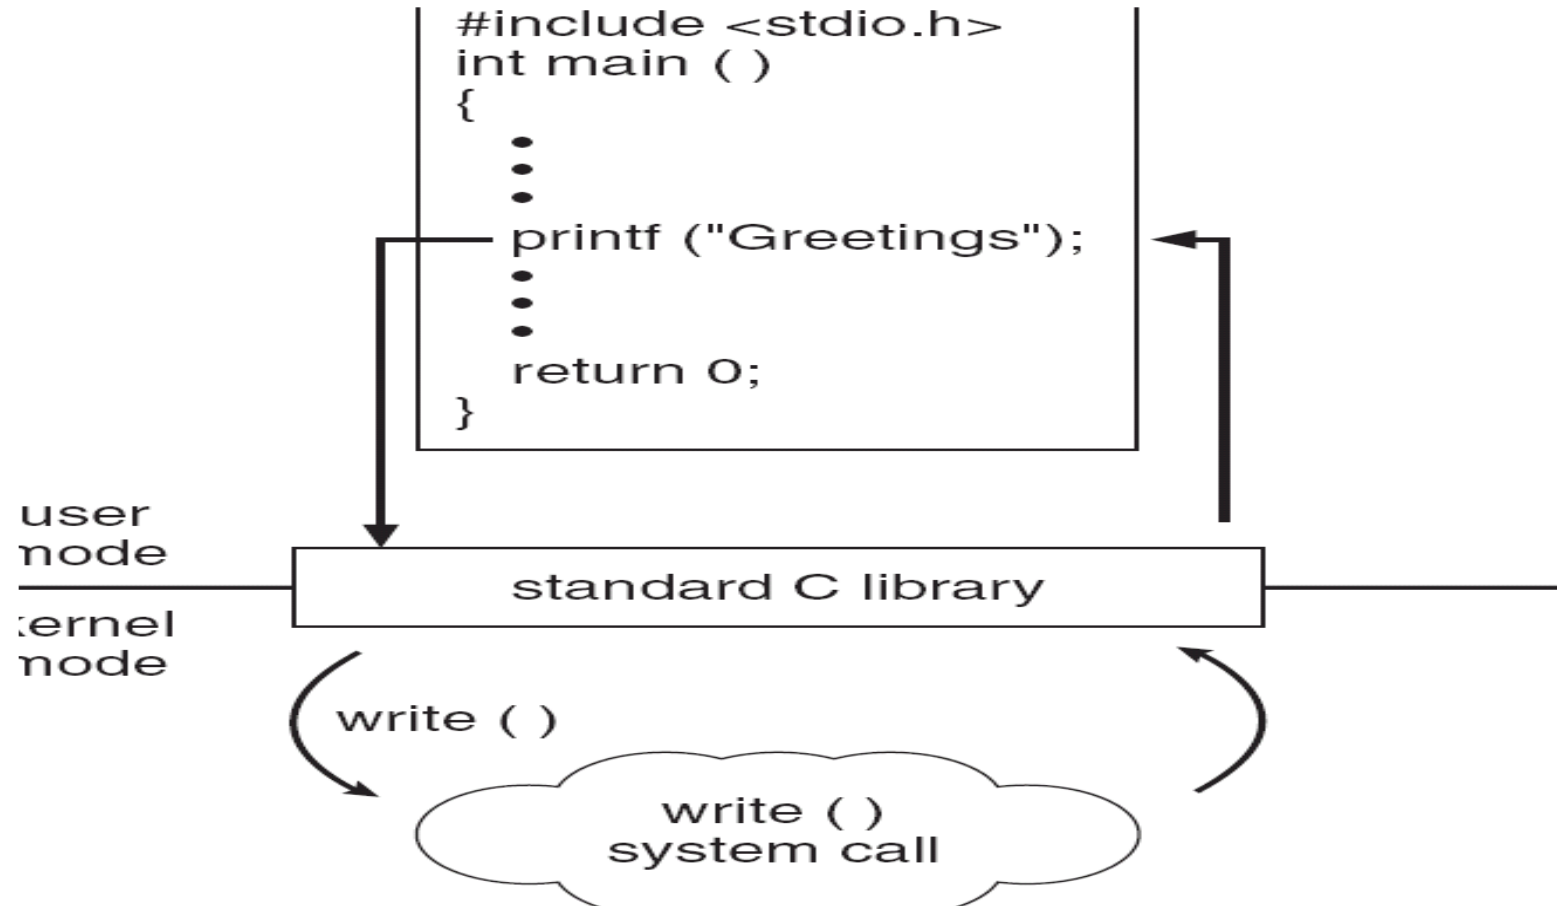 #include <stdio.h>
int main ( )
{
•
•
•
printf ("Greetings");
•
•
•
return 0;
}
user
mode
standard C library
kernel
mode
write ( )
write ( )
system call